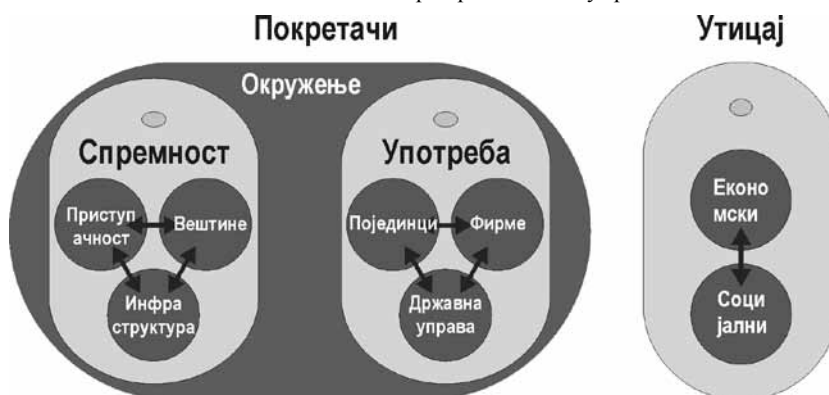 Покретачи
Утицај
Окружење
Спремност
Приступ
ачност
Вештине
Инфра
структура
Употреба
Појединци
Фирме
Државна
управа
Еконо
мски
Соци
јални